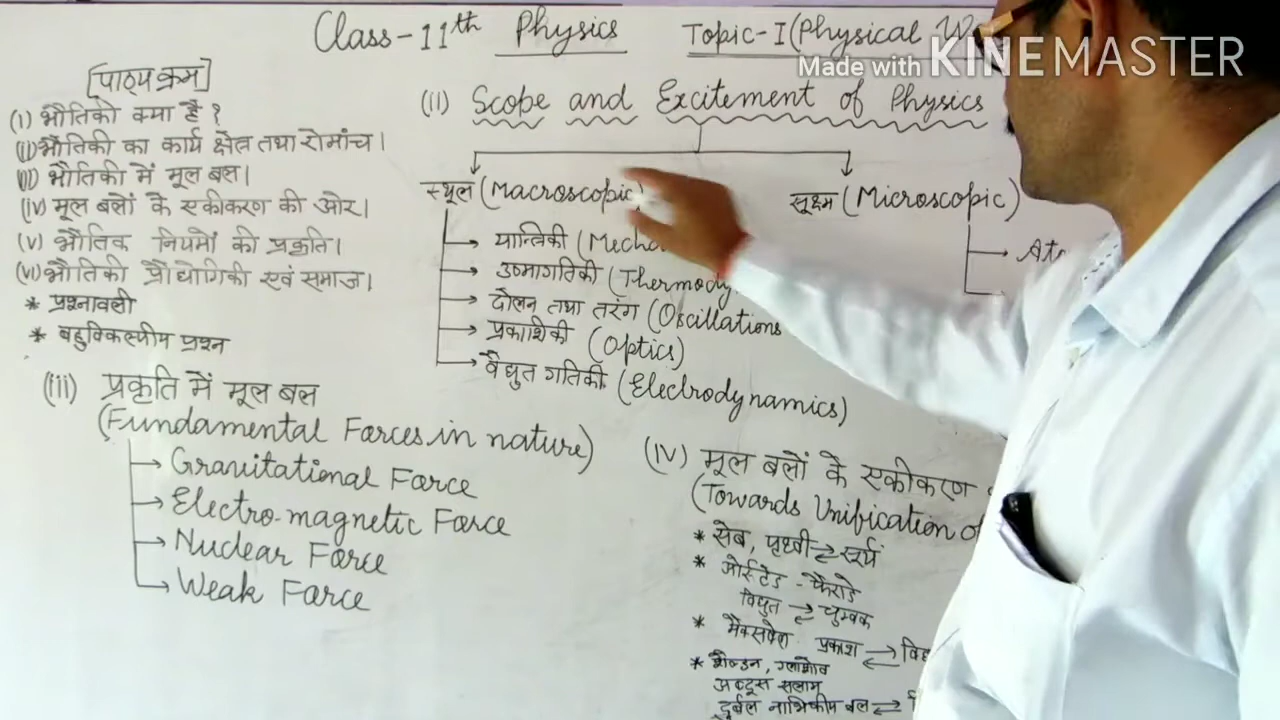 Class-11th Physics Topic-I (Physical
Made with KINEMASTER
[पाठ्यक्रम]
(I) भौतिकी क्या है ?
(II) भौतिकी का कार्य क्षेत्र तथा रोमांच।
(III) भौतिकी में मूल बल।
(IV) मूल बलों के एकीकरण की ओर।
(V) भौतिक नियमों की प्रकृति।
(VI) भौतिकी प्रौद्योगिकी एवं समाज।
* प्रश्नावली
* बहुविकल्पीय प्रश्न
(II) Scope and Excitement of Physics
स्थूल (Macroscopic)
यान्त्रिकी (Mecha
उष्मागतिकी (Thermody
दोलन तथा तरंग (Oscillations
प्रकाशिकी (Optics)
वैद्युत गतिकी (Electrodynamics)
सूक्ष्म (Microscopic)
At
(iii) प्रकृति में मूल बल
(Fundamental Forces in nature)
Gravitational Force
Electro-magnetic Force
Nuclear Force
Weak Force
(IV) मूल बलों के एकीकरण
(Towards Unification of
* सेब, पृथ्वी ⇌ सूर्य
* ओर्स्टेड - फैराडे
विद्युत ⇌ चुम्बक
* मैक्सवेल प्रकाश ⇌ विद्यु
* ग्लाशोव
अब्दुस सलाम
दुर्बल नाभिकीय बल ⇌